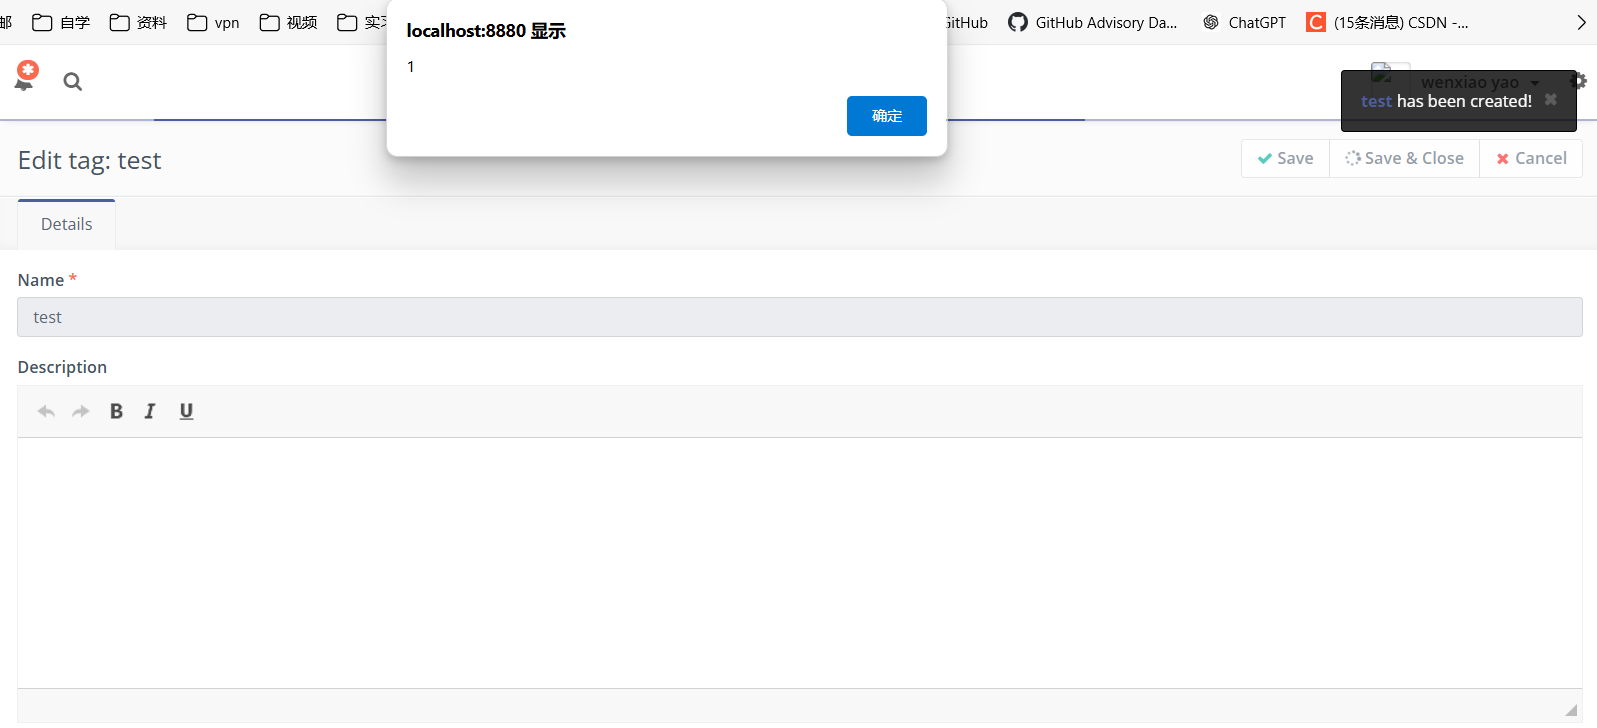 邮 自学 资料 vpn 视频 GitHub GitHub Advisory Da... ChatGPT (15条消息) CSDN -...
localhost:8880 显示
1
确定
wenxiao yao
test has been created!
Edit tag: test
Save Save & Close Cancel
Details
Name *
test
Description
B I U